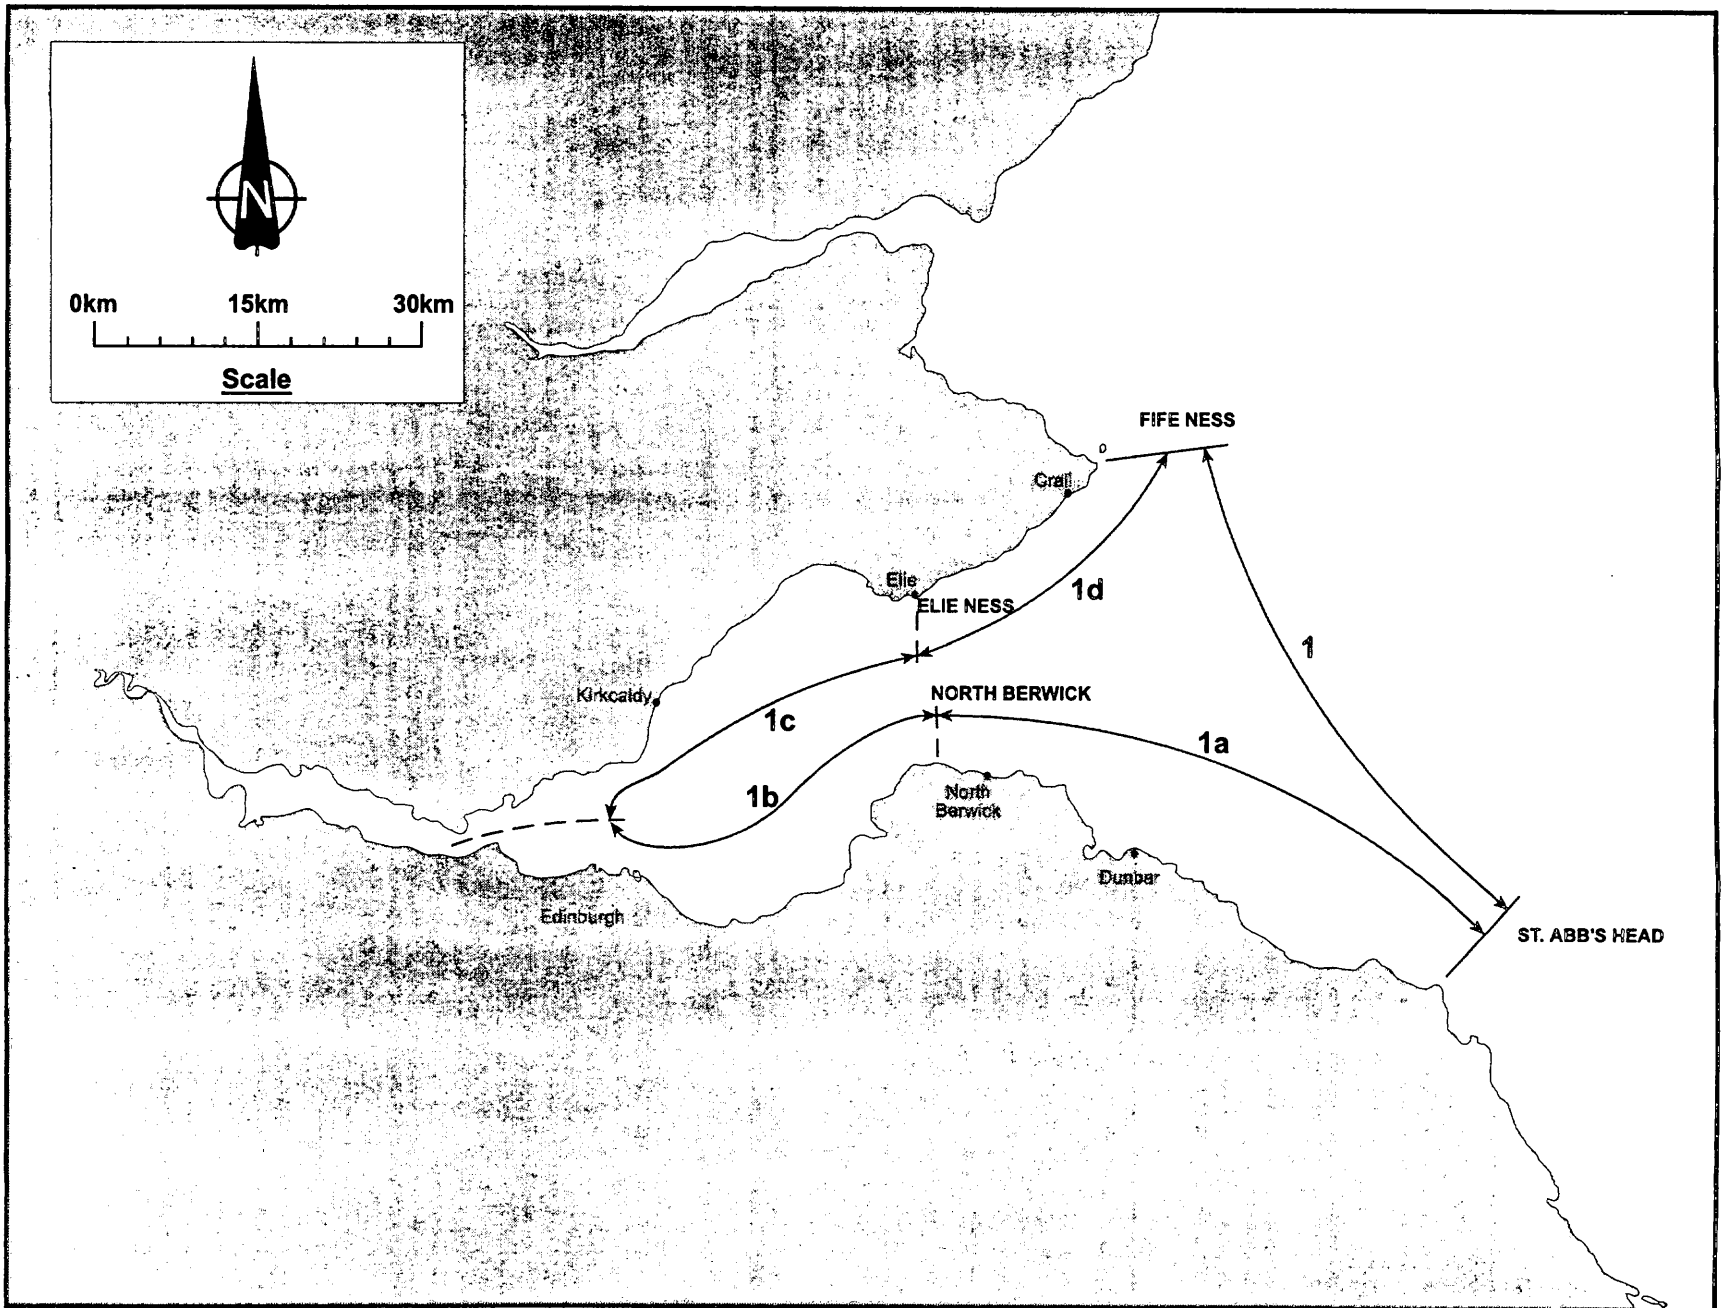 N
0km 15km 30km
Scale
FIFE NESS
Crail
Elie
ELIE NESS
1d
1
Kirkcaldy
NORTH BERWICK
1c
1a
1b
North
Berwick
Dunbar
Edinburgh
ST. ABB'S HEAD